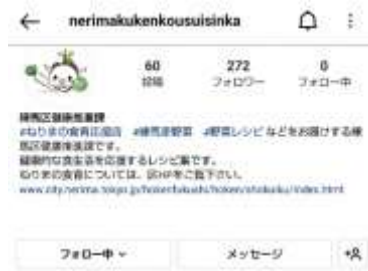 nerimakukenkousuisinka
60 272 0
投稿 フォロワー フォロー中
練馬区健康推進課
#ねりまの食育応援店 #練馬産野菜 #野菜レシピ などをお届けする練
馬区健康推進課です。
健康的な食生活を応援するレシピ集です。
ねりまの食育については、区HPをご覧下さい。
www.city.nerima.tokyo.jp/hokenfukushi/hoken/shokuiku/index.html
フォロー中 メッセージ